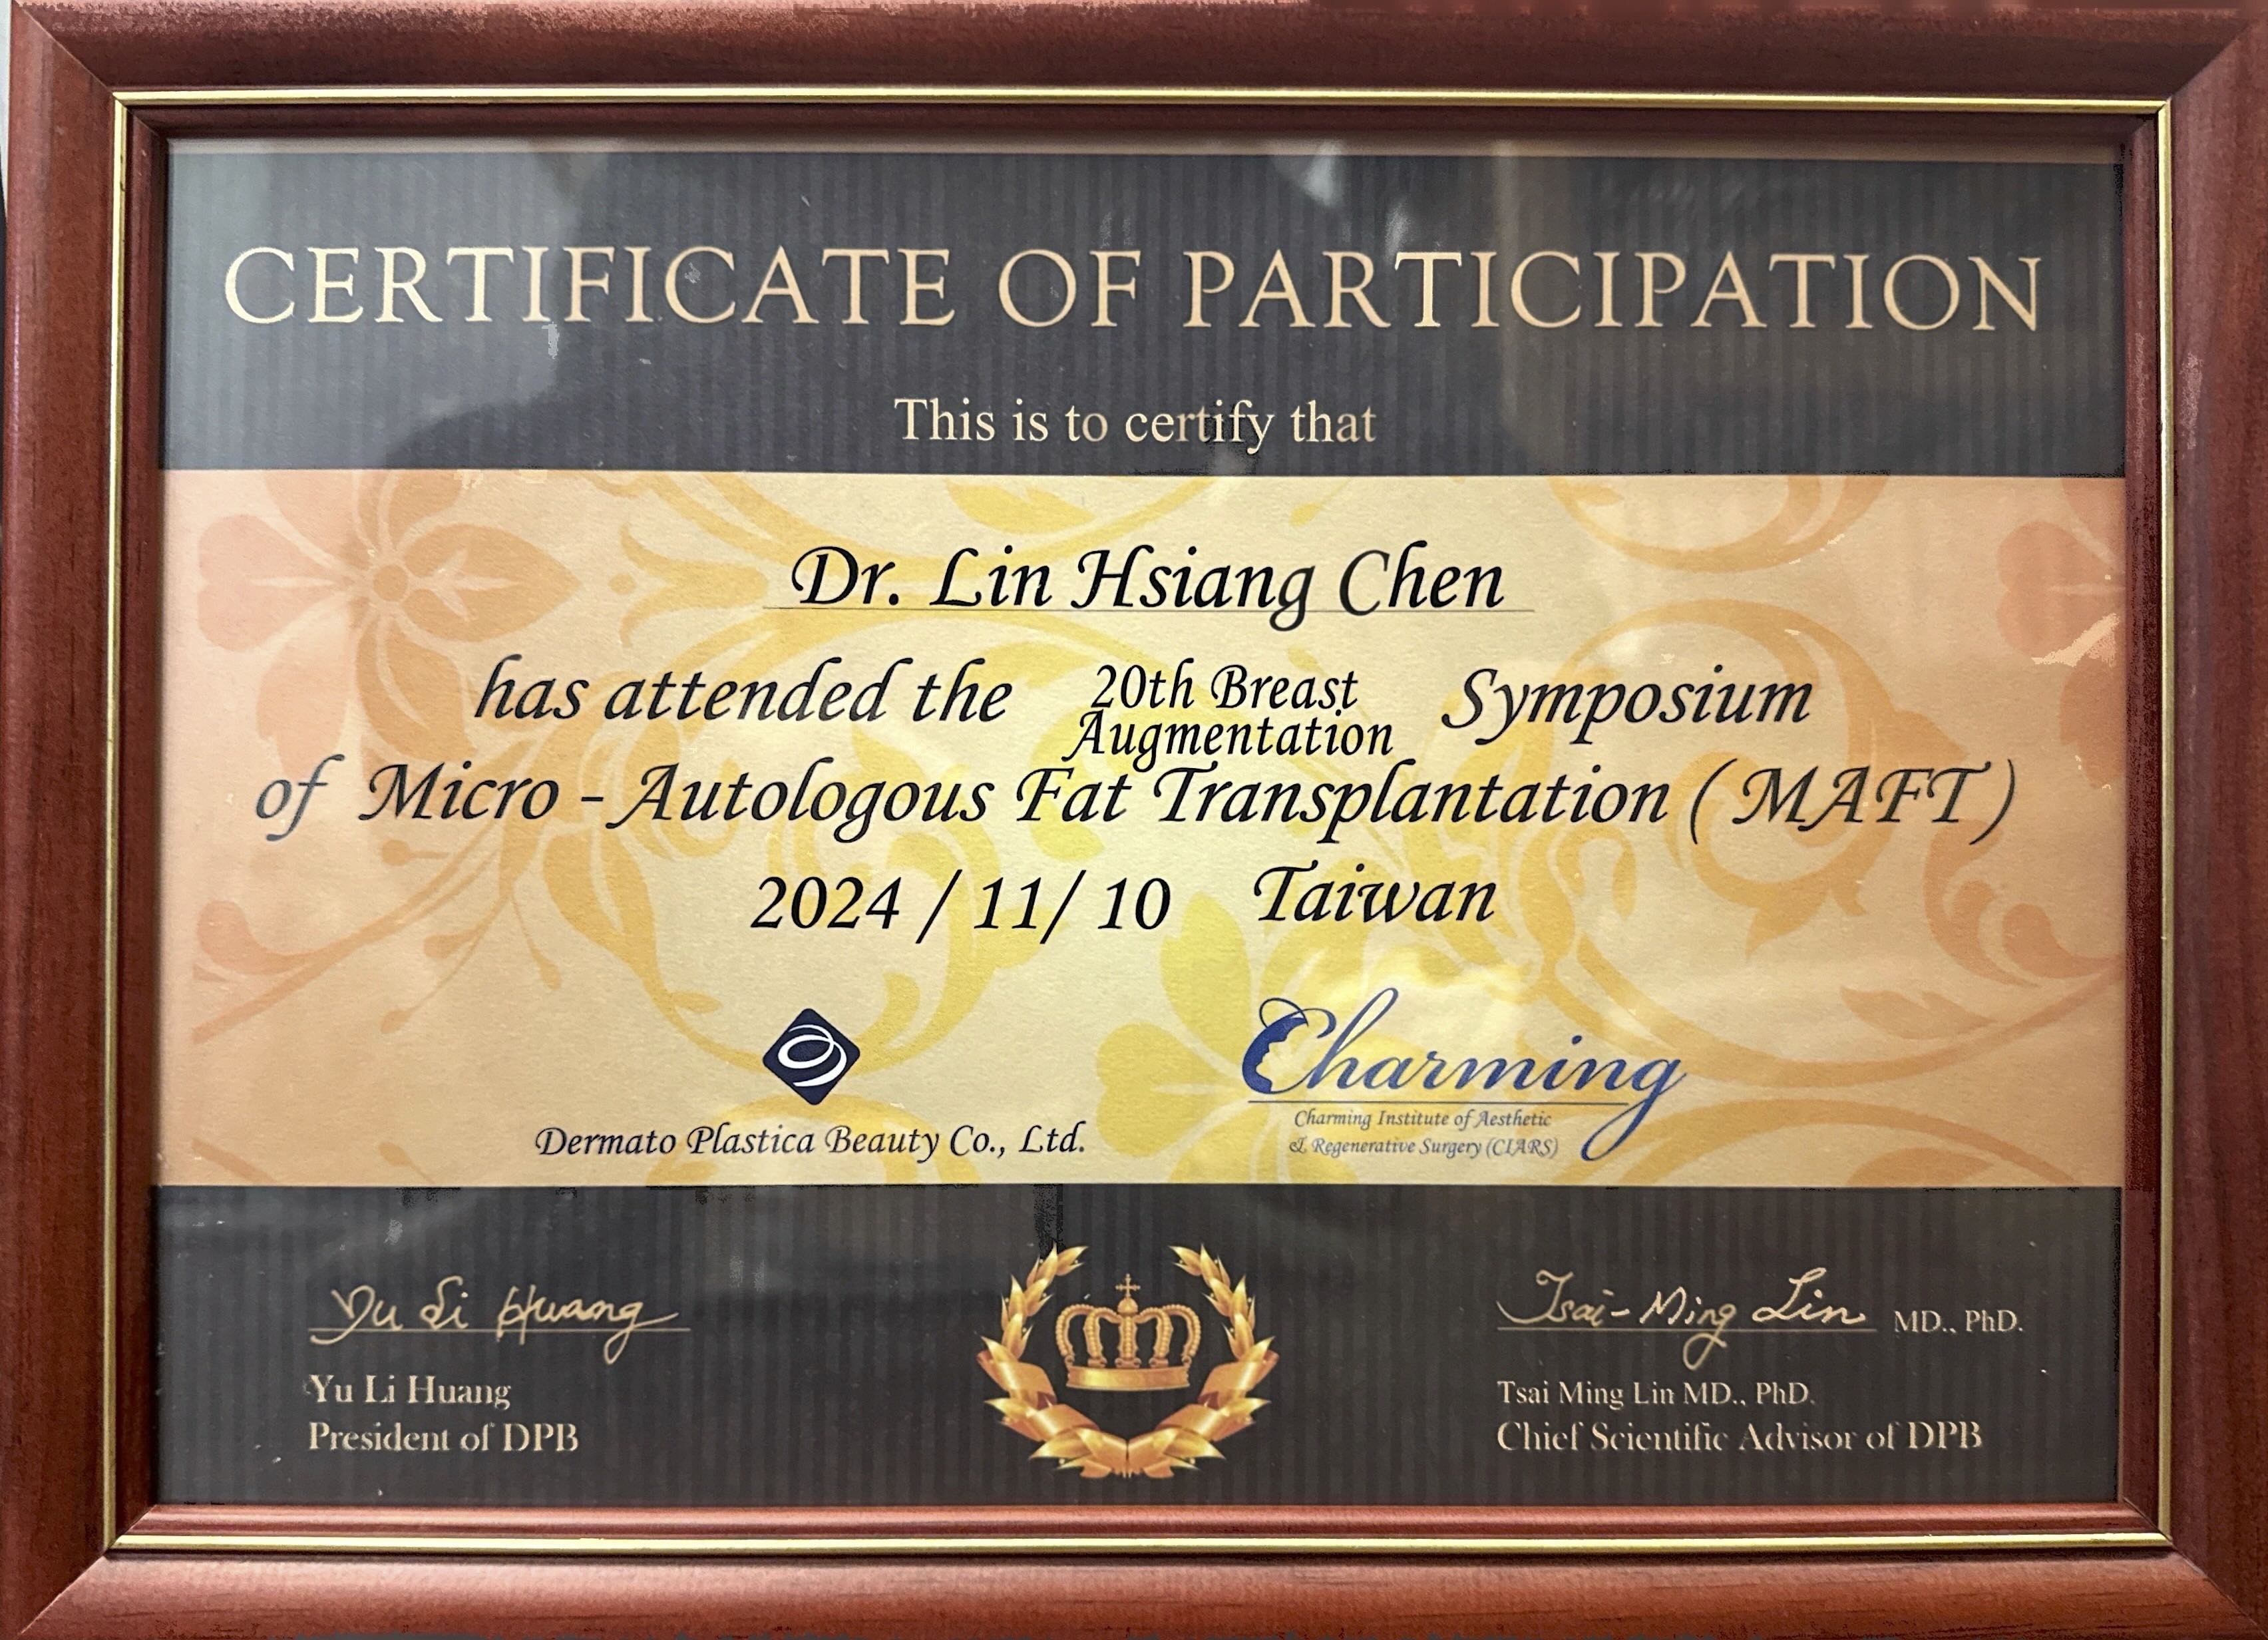 CERTIFICATE OF PARTICIPATION
This is to certify that
Dr. Lin Hsiang Chen
has attended the 20th Breast Augmentation Symposium
of Micro - Autologous Fat Transplantation ( MAFT )
2024 / 11/ 10 Taiwan
Dermato Plastica Beauty Co., Ltd.
Charming
Charming Institute of Aesthetic
& Regenerative Surgery (CIARS)
Yu Li Huang
Yu Li Huang
President of DPB
Tsai-Ming Lin MD., PhD.
Tsai Ming Lin MD., PhD.
Chief Scientific Advisor of DPB